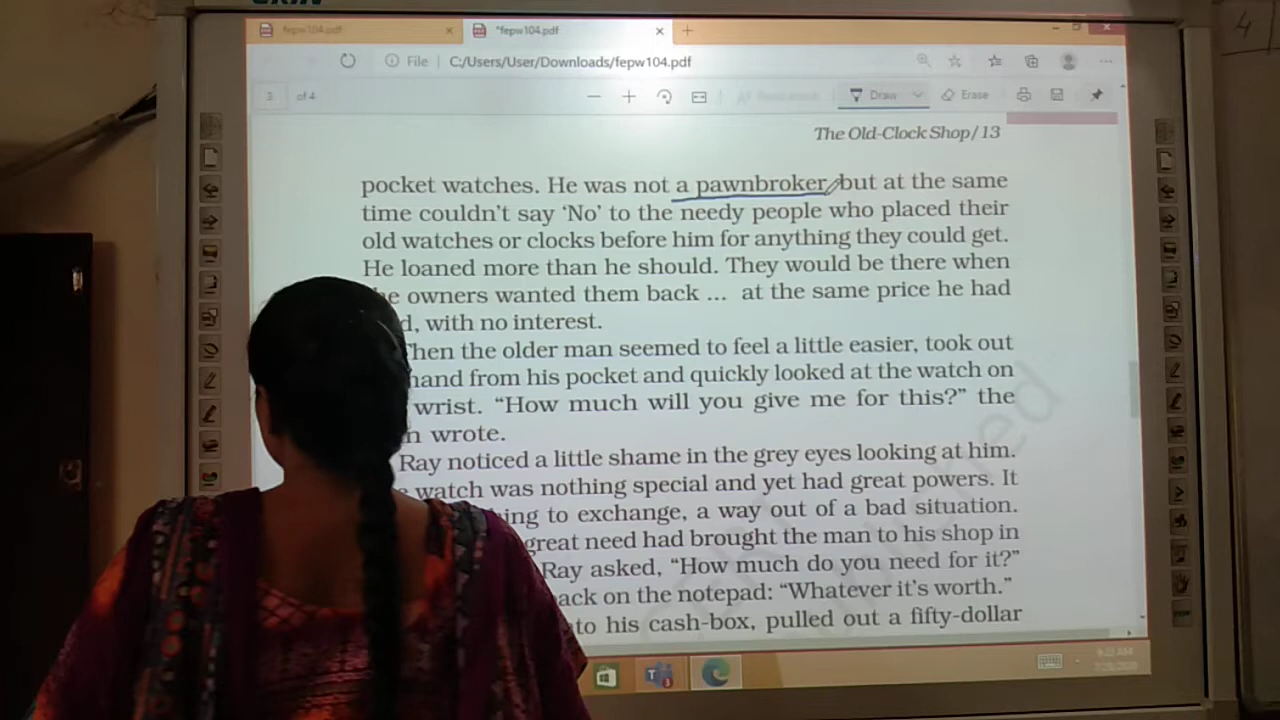 fepw104.pdf
*fepw104.pdf
File C:/Users/User/Downloads/fepw104.pdf
3 of 4
Draw
Erase
The Old-Clock Shop/13
pocket watches. He was not a pawnbroker but at the same
time couldn't say 'No' to the needy people who placed their
old watches or clocks before him for anything they could get.
He loaned more than he should. They would be there when
e owners wanted them back ... at the same price he had
d, with no interest.
Then the older man seemed to feel a little easier, took out
hand from his pocket and quickly looked at the watch on
wrist. "How much will you give me for this?" the
n wrote.
Ray noticed a little shame in the grey eyes looking at him.
watch was nothing special and yet had great powers. It
ing to exchange, a way out of a bad situation.
great need had brought the man to his shop in
Ray asked, "How much do you need for it?"
ack on the notepad: "Whatever it's worth."
to his cash-box, pulled out a fifty-dollar